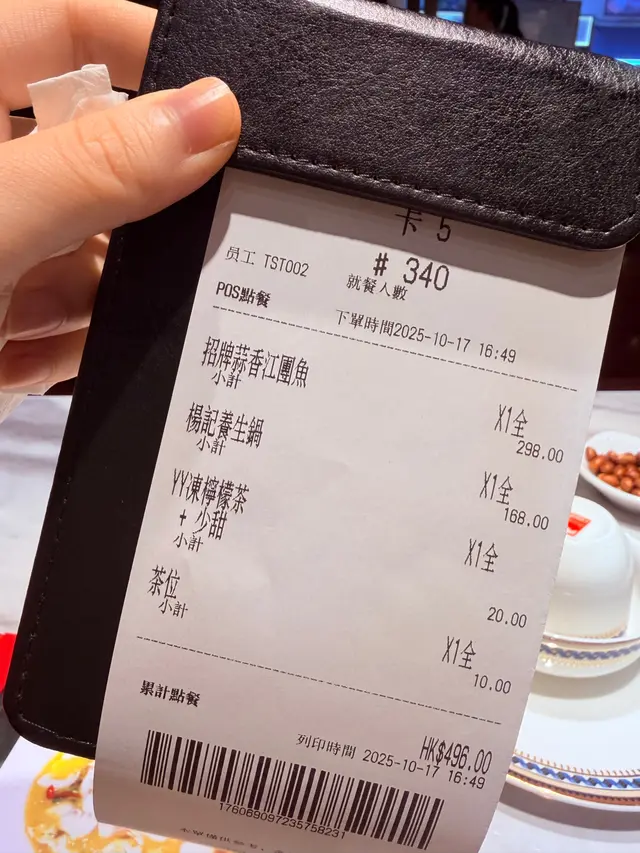 卡 5
# 340
員工 TST002
就餐人數
POS點餐
下單時間2025-10-17 16:49
招牌蒜香江團魚 X1全
小計 298.00
楊記養生鍋 X1全
小計 168.00
YY凍檸檬茶 X1全
+ 少甜
小計 20.00
茶位 X1全
小計 10.00
累計點餐 HK$496.00
列印時間 2025-10-17 16:49
176069097235758231